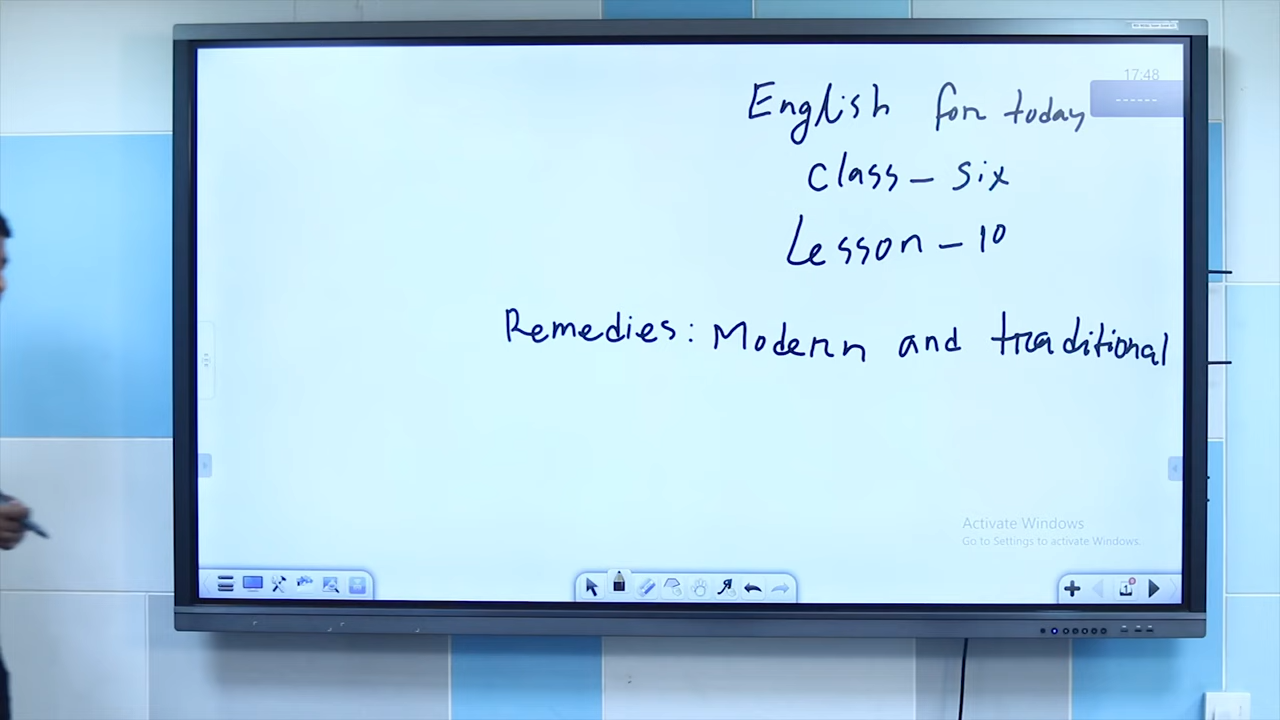 17:48
------
English for today
class – six
Lesson – 10
Remedies: Modern and traditional
Activate Windows
Go to Settings to activate Windows.
1